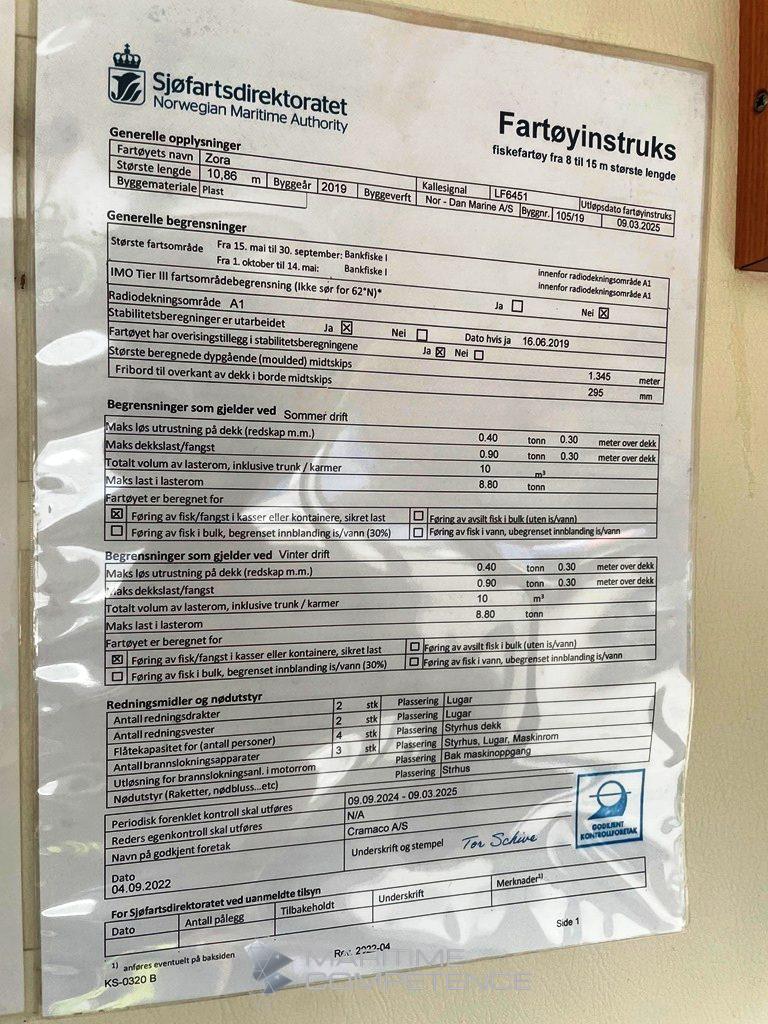 Sjøfartsdirektoratet
Norwegian Maritime Authority
Fartøyinstruks
fiskefartøy fra 8 til 15 m største lengde
Generelle opplysninger
Fartøyets navn Zora Kallesignal LF6451 Utløpsdato fartøyinstruks
Største lengde 10,86 m Byggeår 2019 Byggeverft Nor - Dan Marine A/S Byggnr. 105/19 09.03.2025
Byggemateriale Plast
Generelle begrensninger
Største fartsområde Fra 15. mai til 30. september: Bankfiske I innenfor radiodekningsområde A1
Fra 1. oktober til 14. mai: Bankfiske I innenfor radiodekningsområde A1
IMO Tier III fartsområdebegrensning (Ikke sør for 62°N)* Ja ☐ Nei ☒
Radiodekningsområde A1
Stabilitetsberegninger er utarbeidet Ja ☒ Nei ☐ Dato hvis ja 16.06.2019
Fartøyet har overisingstillegg i stabilitetsberegningene Ja ☒ Nei ☐
Største beregnede dypgående (moulded) midtskips 1.345 meter
Fribord til overkant av dekk i borde midtskips 295 mm
Begrensninger som gjelder ved Sommer drift
Maks løs utrustning på dekk (redskap m.m.) 0.40 tonn 0.30 meter over dekk
Maks dekkslast/fangst 0.90 tonn 0.30 meter over dekk
Totalt volum av lasterom, inklusive trunk / karmer 10 m³
Maks last i lasterom 8.80 tonn
Fartøyet er beregnet for
☒ Føring av fisk/fangst i kasser eller kontainere, sikret last ☐ Føring av avsilt fisk i bulk (uten is/vann)
☐ Føring av fisk i bulk, begrenset innblanding is/vann (30%) ☐ Føring av fisk i vann, ubegrenset innblanding is/vann
Begrensninger som gjelder ved Vinter drift
Maks løs utrustning på dekk (redskap m.m.) 0.40 tonn 0.30 meter over dekk
Maks dekkslast/fangst 0.90 tonn 0.30 meter over dekk
Totalt volum av lasterom, inklusive trunk / karmer 10 m³
Maks last i lasterom 8.80 tonn
Fartøyet er beregnet for
☒ Føring av fisk/fangst i kasser eller kontainere, sikret last ☐ Føring av avsilt fisk i bulk (uten is/vann)
☐ Føring av fisk i bulk, begrenset innblanding is/vann (30%) ☐ Føring av fisk i vann, ubegrenset innblanding is/vann
Redningsmidler og nødutstyr
Antall redningsdrakter 2 stk Plassering Lugar
Antall redningsvester 2 stk Plassering Lugar
Flåtekapasitet for (antall personer) 4 stk Plassering Styrhus dekk
Antall brannslokningsapparater 3 stk Plassering Styrhus, Lugar, Maskinrom
Utløsning for brannslokningsanl. i motorrom Plassering Bak maskinoppgang
Nødutstyr (Raketter, nødbluss...etc) Plassering Strhus
Periodisk forenklet kontroll skal utføres 09.09.2024 - 09.03.2025
Reders egenkontroll skal utføres N/A
Navn på godkjent foretak Cramaco A/S
Dato Underskrift og stempel Tor Schive
04.09.2022
GODKJENT
KONTROLLFORETAK
For Sjøfartsdirektoratet ved uanmeldte tilsyn
Dato Antall pålegg Tilbakeholdt Underskrift Merknader¹⁾
¹⁾ anføres eventuelt på baksiden Rev. 2022-04 Side 1
KS-0320 B
MARITIME
COMPETENCE